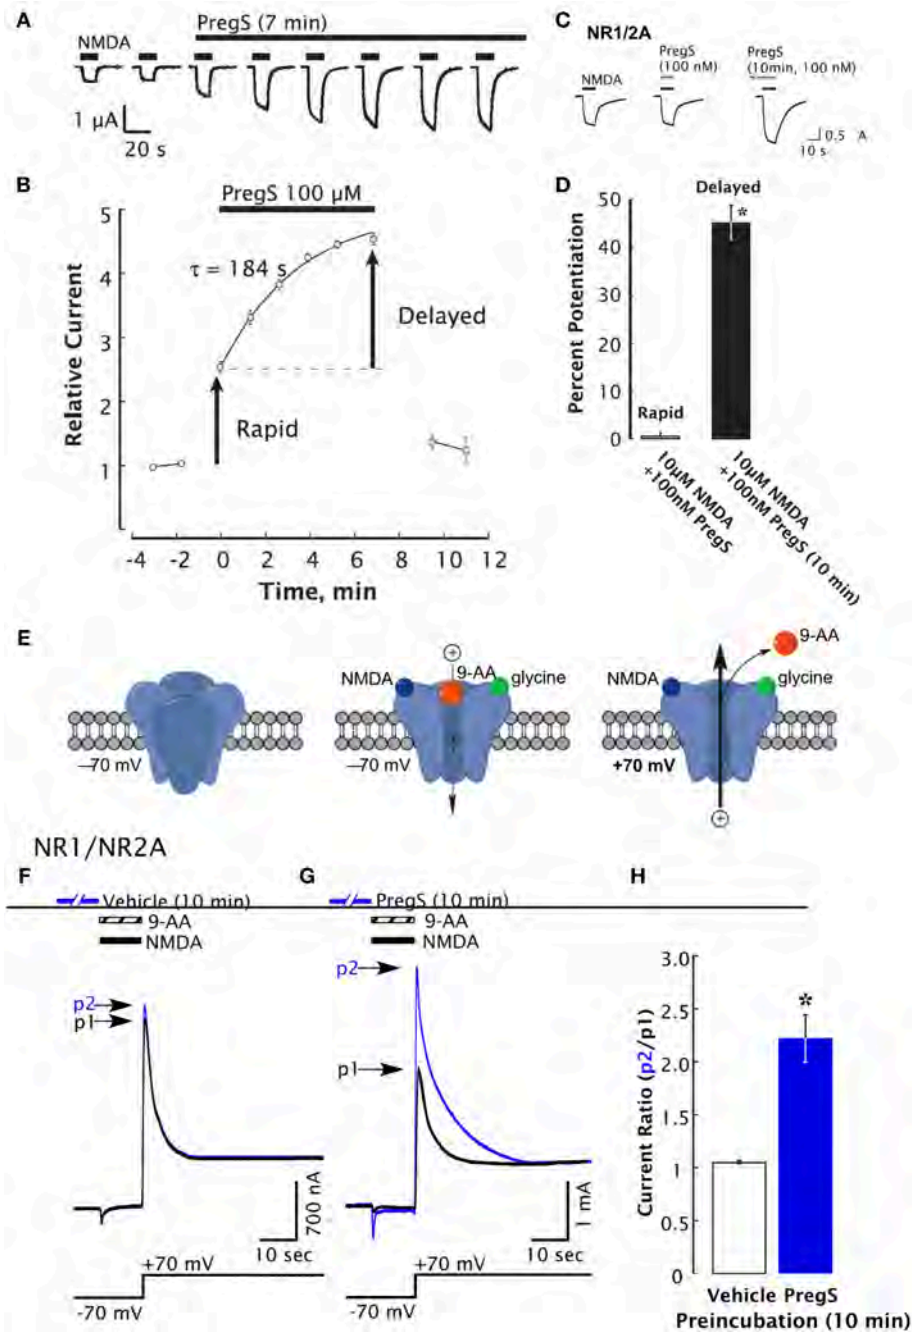 A
PregS (7 min)
NMDA
1 µA
20 s
C
NR1/2A
NMDA
PregS
(100 nM)
PregS
(10min, 100 nM)
0.5 A
10 s
B
PregS 100 µM
τ = 184 s
Rapid
Delayed
Relative Current
5
4
3
2
1
-4 -2 0 2 4 6 8 10 12
Time, min
D
Delayed
*
Rapid
Percent Potentiation
50
40
30
20
10
0
10µM NMDA
+100nM PregS
10µM NMDA
+100nM PregS (10 min)
E
−70 mV
NMDA
9-AA
glycine
+
−70 mV
NMDA
9-AA
glycine
+
+70 mV
NR1/NR2A
F
Vehicle (10 min)
9-AA
NMDA
p2
p1
700 nA
10 sec
+70 mV
-70 mV
G
PregS (10 min)
9-AA
NMDA
p2
p1
1 mA
10 sec
+70 mV
-70 mV
H
Current Ratio (p2/p1)
3.0
2.5
2.0
1.5
1
0.5
0
*
Vehicle PregS
Preincubation (10 min)